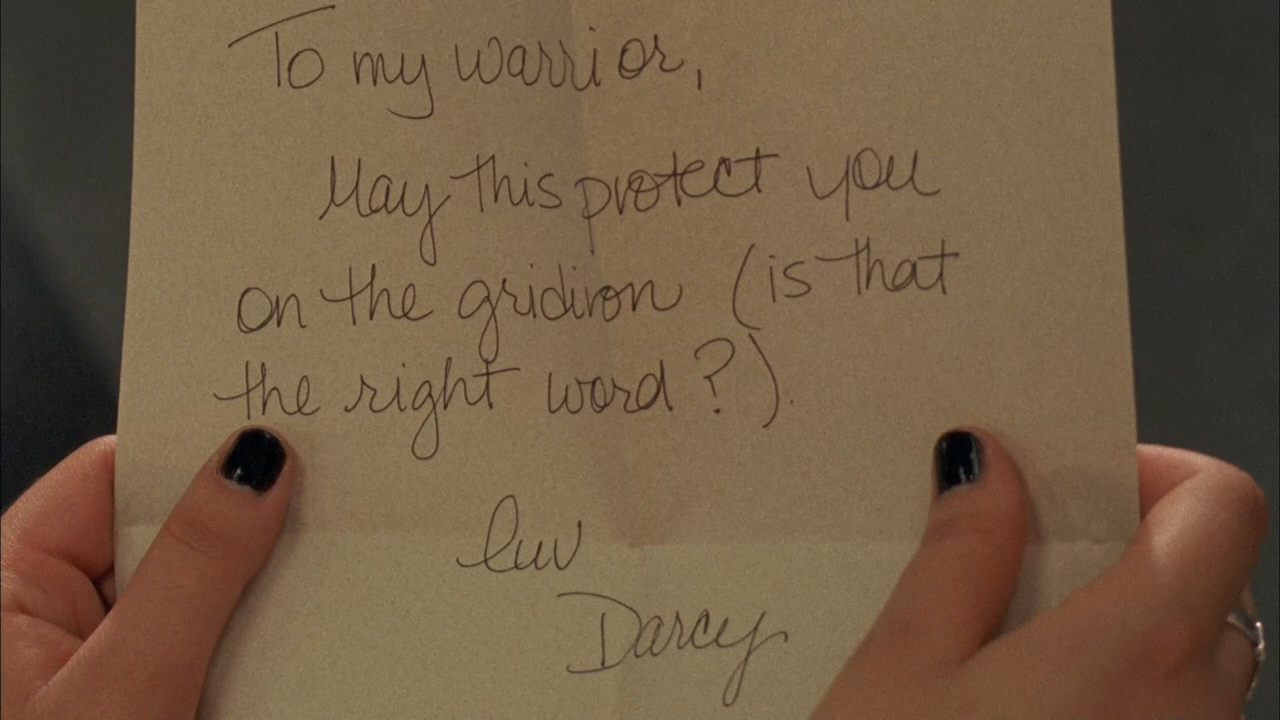 To my warrior,
May this protect you
on the gridiron (is that
the right word?).
luv
Darcy